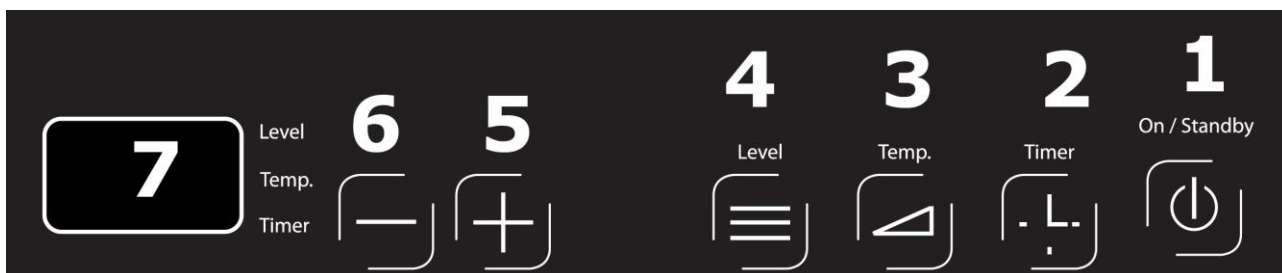 7
Level
Temp.
Timer
6
5
4
Level
3
Temp.
2
Timer
1
On / Standby